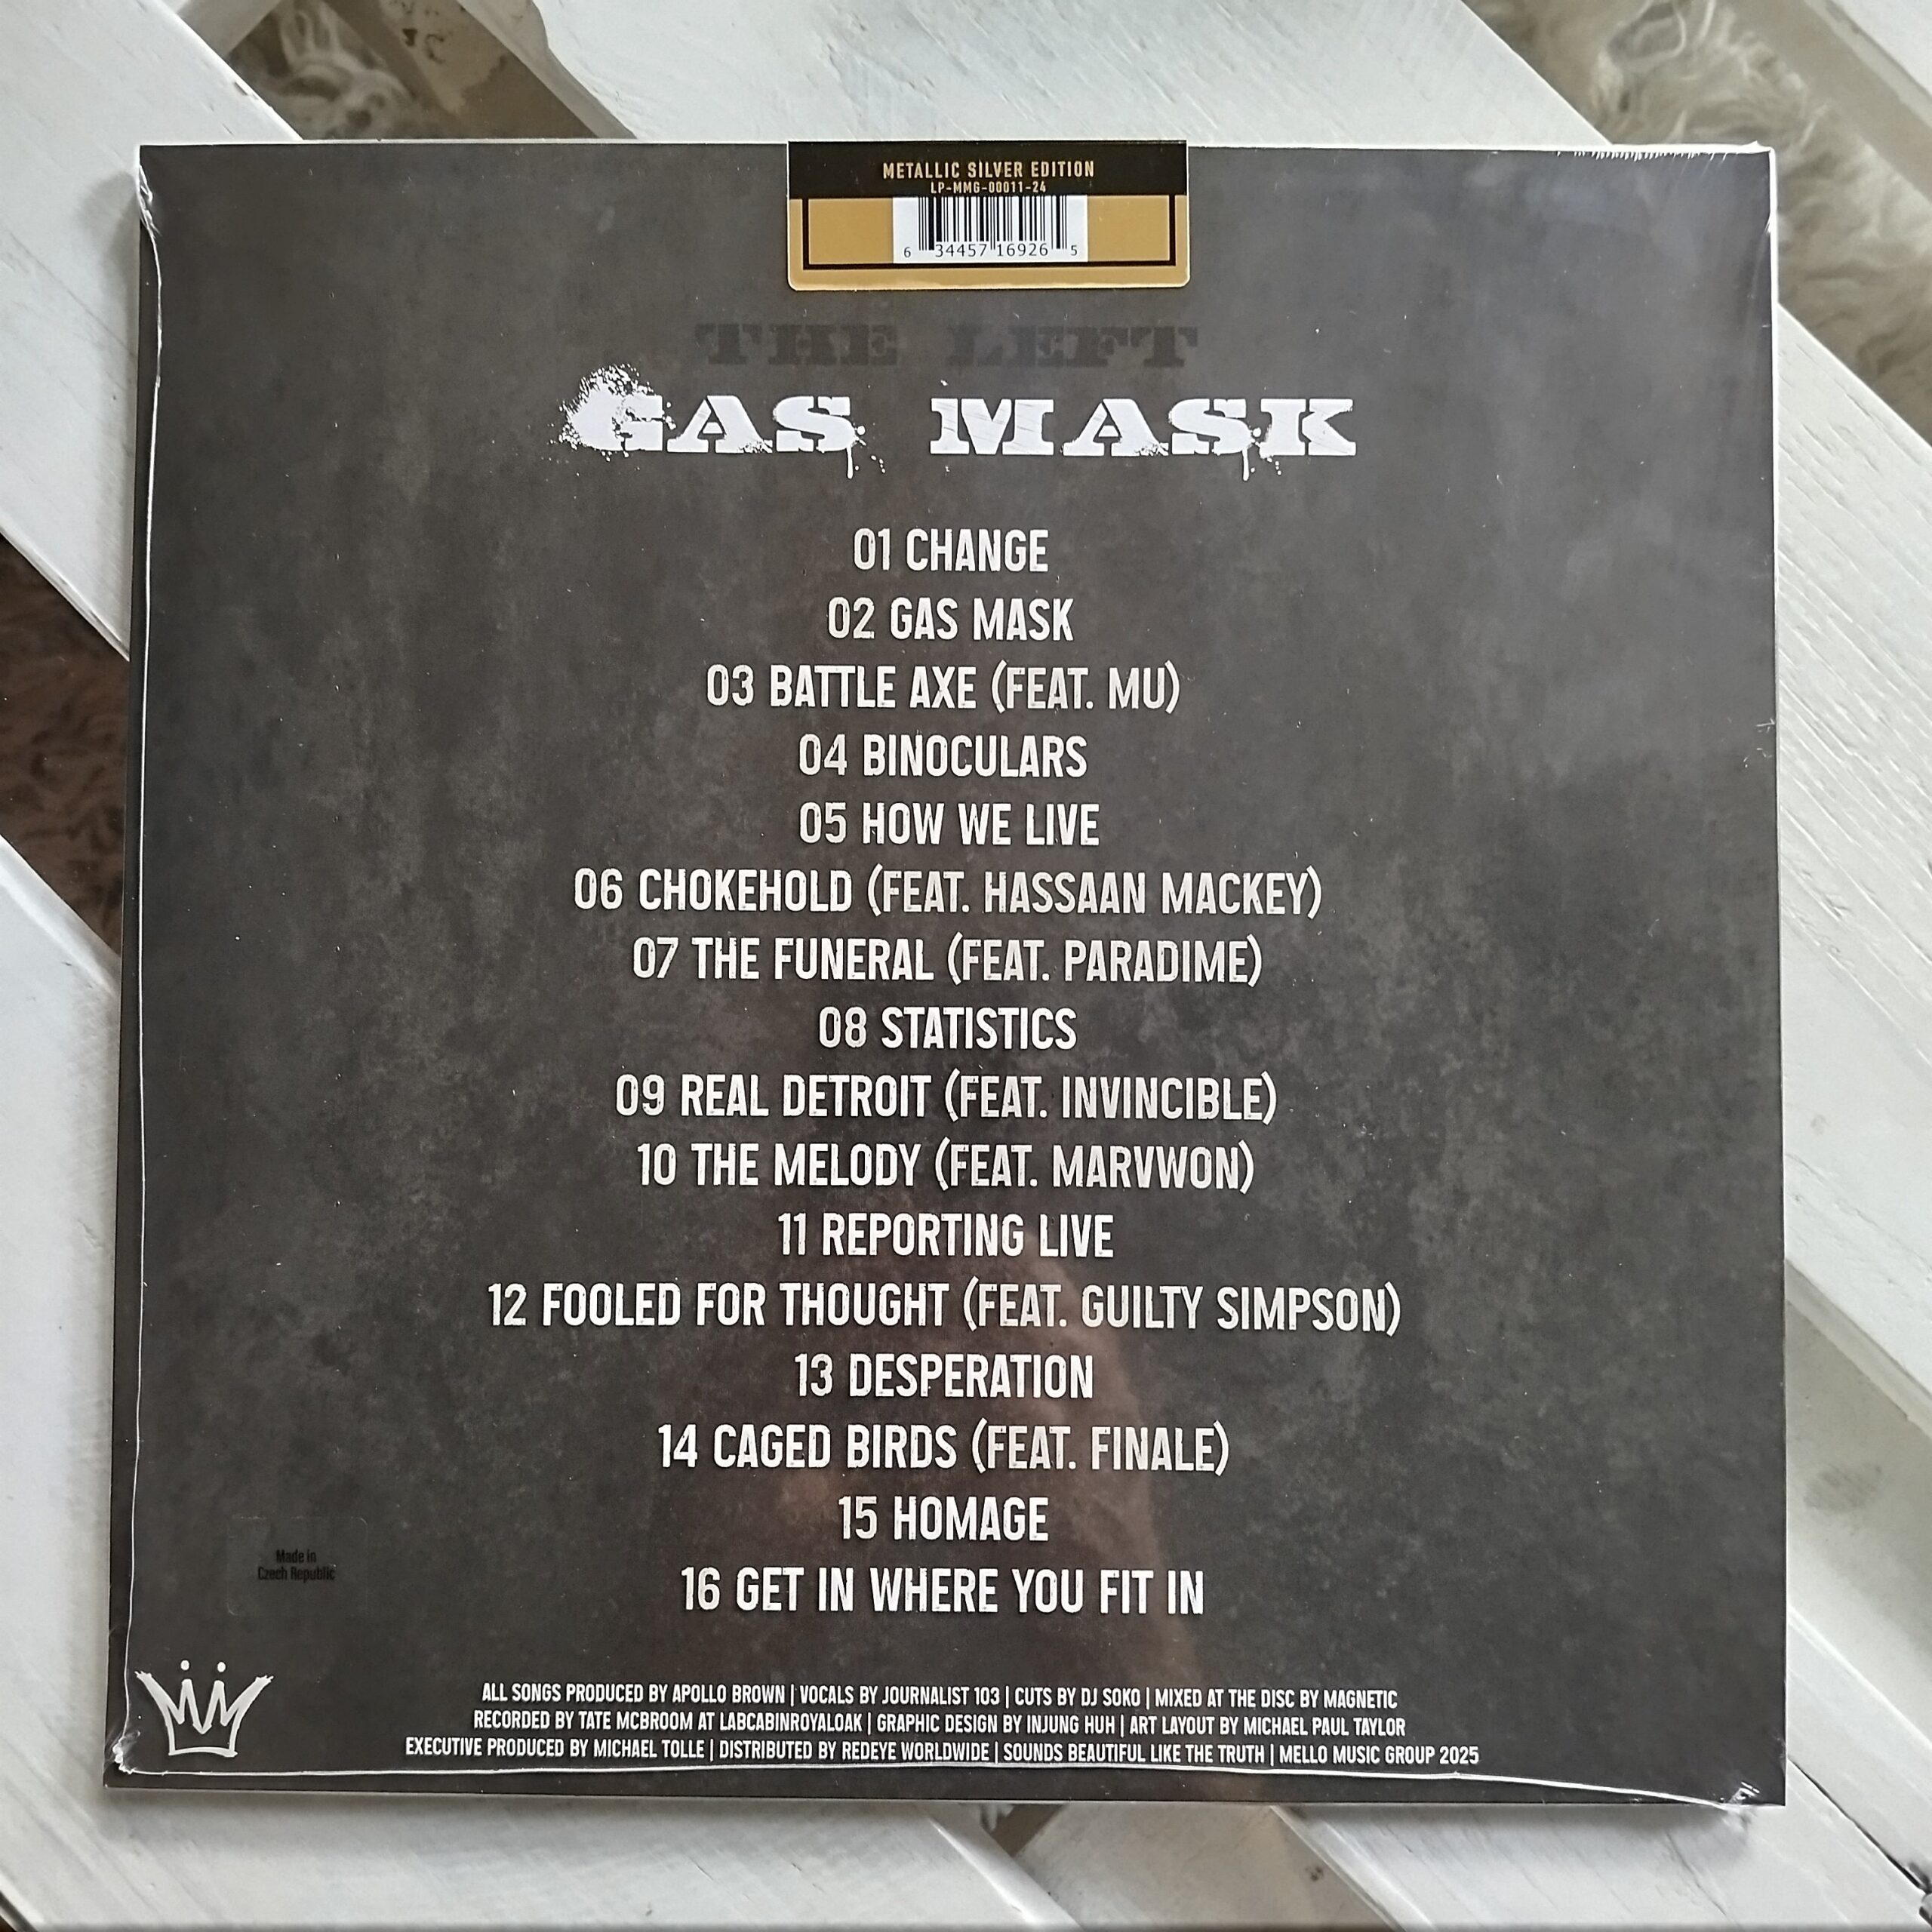 METALLIC SILVER EDITION
LP-MMG-00011-24
6 34457 16926 5
THE LEFT
GAS MASK
01 CHANGE
02 GAS MASK
03 BATTLE AXE (FEAT. MU)
04 BINOCULARS
05 HOW WE LIVE
06 CHOKEHOLD (FEAT. HASSAAN MACKEY)
07 THE FUNERAL (FEAT. PARADIME)
08 STATISTICS
09 REAL DETROIT (FEAT. INVINCIBLE)
10 THE MELODY (FEAT. MARVWON)
11 REPORTING LIVE
12 FOOLED FOR THOUGHT (FEAT. GUILTY SIMPSON)
13 DESPERATION
14 CAGED BIRDS (FEAT. FINALE)
15 HOMAGE
16 GET IN WHERE YOU FIT IN
Made in
Czech Republic
ALL SONGS PRODUCED BY APOLLO BROWN | VOCALS BY JOURNALIST 103 | CUTS BY DJ SOKO | MIXED AT THE DISC BY MAGNETIC
RECORDED BY TATE MCBROOM AT LABCABINROYALOAK | GRAPHIC DESIGN BY INJUNG HUH | ART LAYOUT BY MICHAEL PAUL TAYLOR
EXECUTIVE PRODUCED BY MICHAEL TOLLE | DISTRIBUTED BY REDEYE WORLDWIDE | SOUNDS BEAUTIFUL LIKE THE TRUTH | MELLO MUSIC GROUP 2025